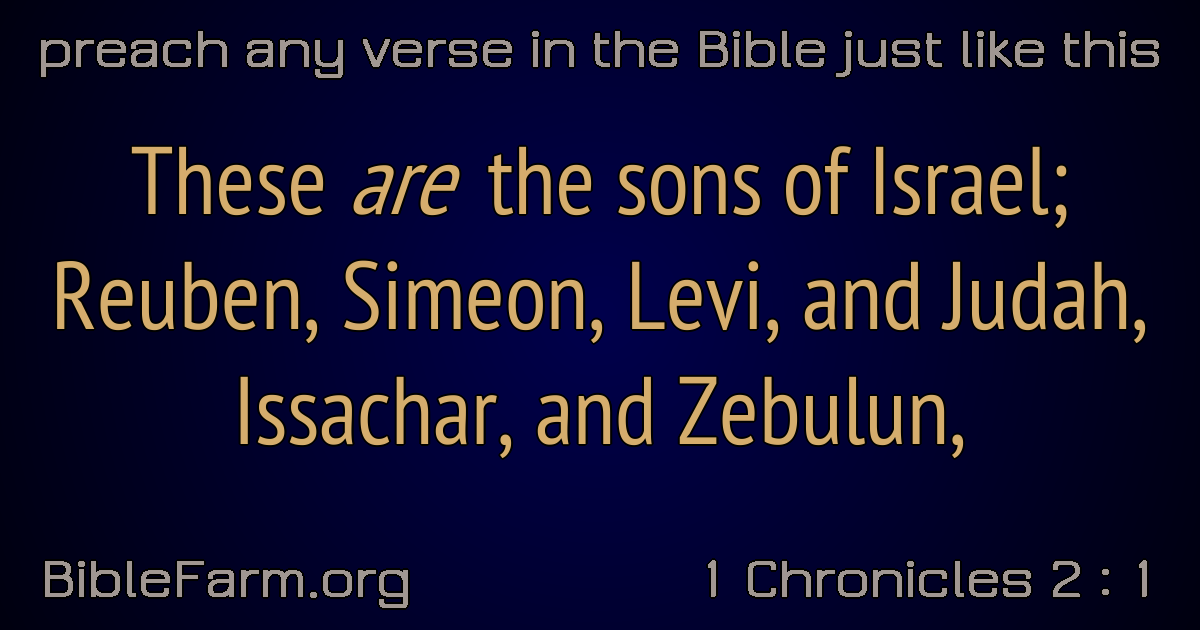 preach any verse in the Bible just like this
These are the sons of Israel;
Reuben, Simeon, Levi, and Judah,
Issachar, and Zebulun,
BibleFarm.org
1 Chronicles 2 : 1